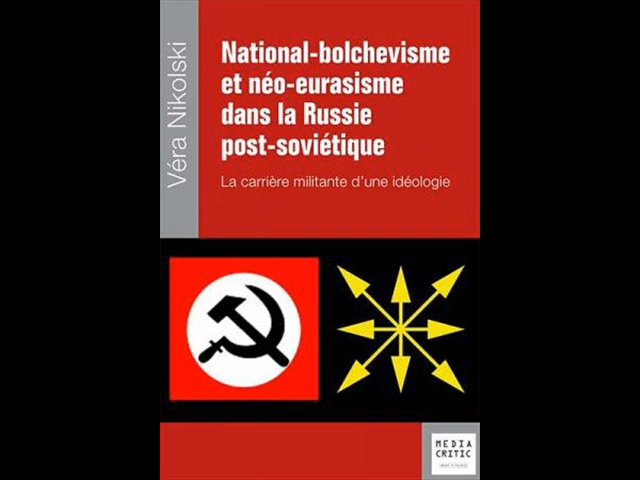 Véra Nikolski
National-bolchevisme
et néo-eurasisme
dans la Russie
post-soviétique
La carrière militante d'une idéologie
MEDIA
CRITIC